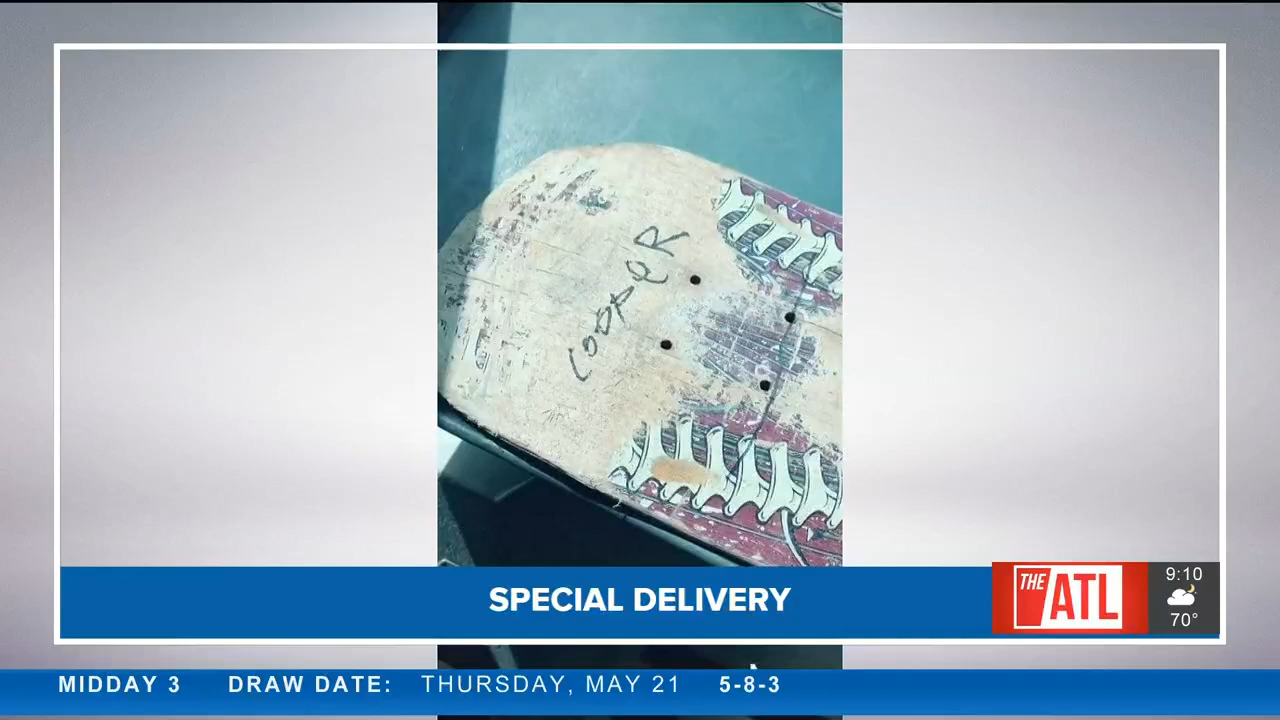 COOPER
SPECIAL DELIVERY
THE ATL
9:10
70°
MIDDAY 3 DRAW DATE: THURSDAY, MAY 21 5-8-3